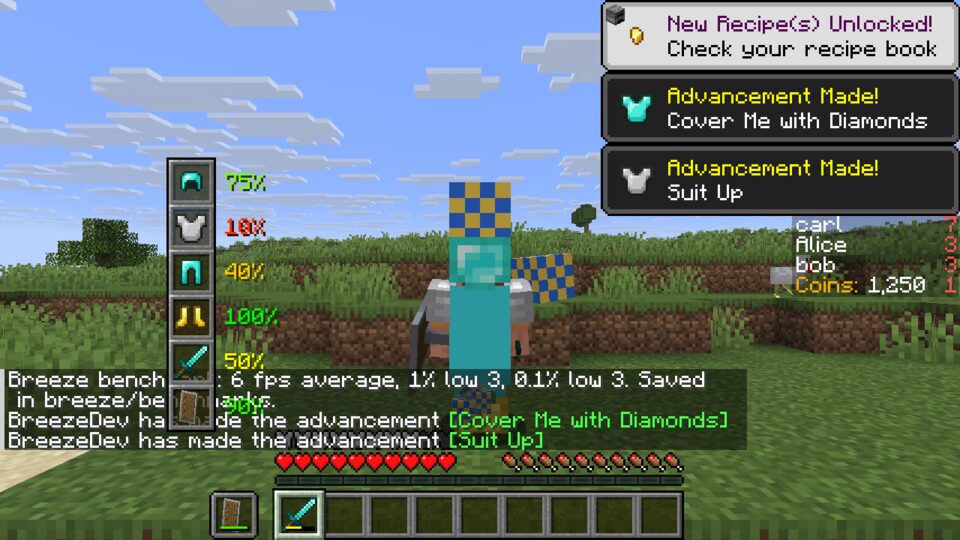 New Recipe(s) Unlocked!
Check your recipe book
Advancement Made!
Cover Me with Diamonds
Advancement Made!
Suit Up
75%
10%
40%
100%
50%
90%
carl 7
Alice 3
bob 3
Coins: 1,250 1
Breeze bench : 6 fps average, 1% low 3, 0.1% low 3. Saved
in breeze/be marks.
BreezeDev ha de the advancement [Cover Me with Diamonds]
BreezeDev has made the advancement [Suit Up]